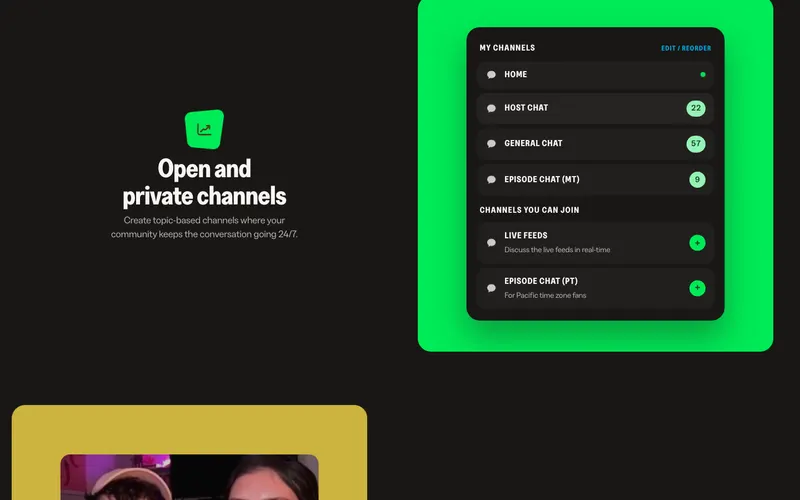 Open and
private channels
Create topic-based channels where your
community keeps the conversation going 24/7.
MY CHANNELS
EDIT / REORDER
HOME
HOST CHAT
22
GENERAL CHAT
57
EPISODE CHAT (MT)
9
CHANNELS YOU CAN JOIN
LIVE FEEDS
Discuss the live feeds in real-time
+
EPISODE CHAT (PT)
For Pacific time zone fans
+